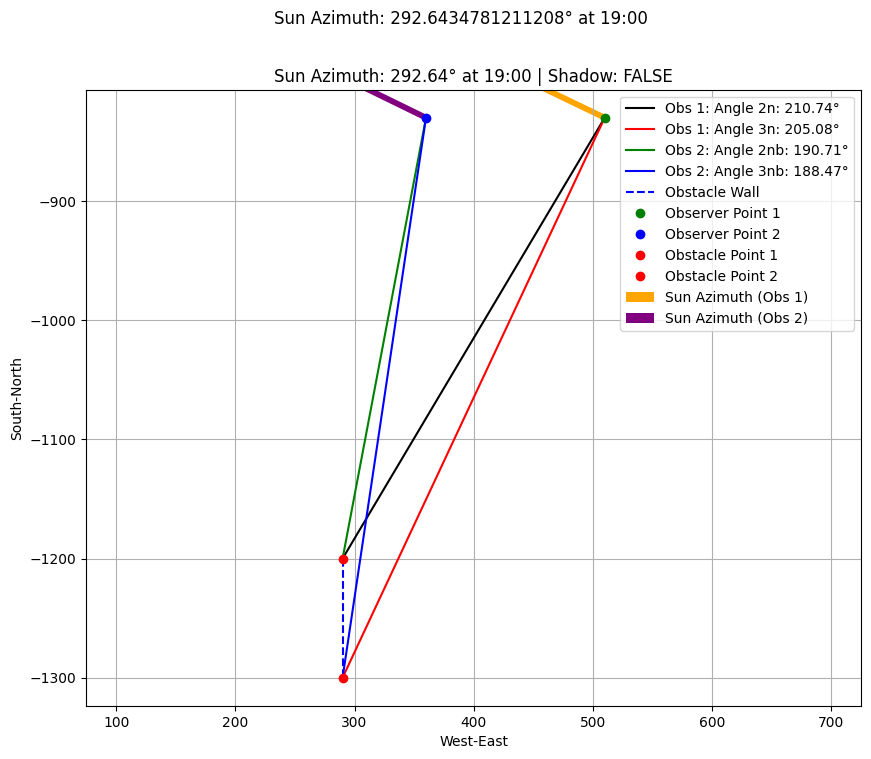 Sun Azimuth: 292.6434781211208° at 19:00
Sun Azimuth: 292.64° at 19:00 | Shadow: FALSE
Obs 1: Angle 2n: 210.74°
Obs 1: Angle 3n: 205.08°
Obs 2: Angle 2nb: 190.71°
Obs 2: Angle 3nb: 188.47°
Obstacle Wall
Observer Point 1
Observer Point 2
Obstacle Point 1
Obstacle Point 2
Sun Azimuth (Obs 1)
Sun Azimuth (Obs 2)
South-North
−900
−1000
−1100
−1200
−1300
100 200 300 400 500 600 700
West-East